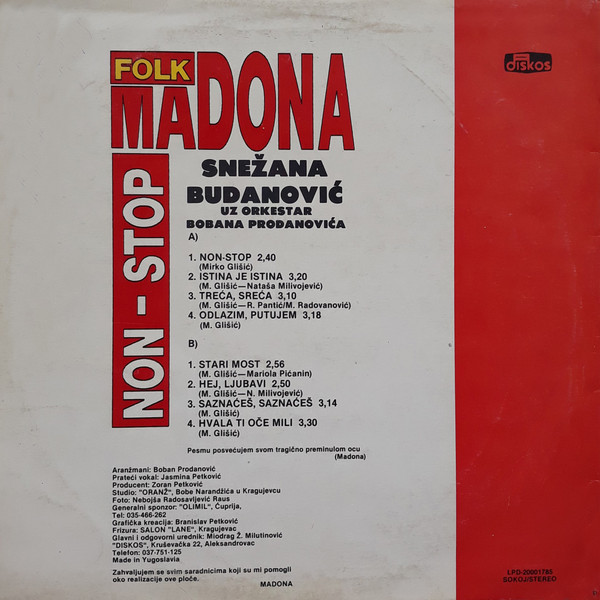 diskos
FOLK
MADONA
NON - STOP
SNEŽANA
BUDANOVIĆ
UZ ORKESTAR
BOBANA PRODANOVIĆA
A)
1. NON-STOP 2,40
(Mirko Glišić)
2. ISTINA JE ISTINA 3,20
(M. Glišić—Nataša Milivojević)
3. TREĆA, SREĆA 3,10
(M. Glišić—R. Pantić/M. Radovanović)
4. ODLAZIM, PUTUJEM 3,18
(M. Glišić)
B)
1. STARI MOST 2,56
(M. Glišić—Mariola Pićanin)
2. HEJ, LJUBAVI 2,50
(M. Glišić—N. Milivojević)
3. SAZNAĆEŠ, SAZNAĆEŠ 3,14
(M. Glišić)
4. HVALA TI OČE MILI 3,30
(M. Glišić)
Pesmu posvećujem svom tragično preminulom ocu
(Madona)
Aranžmani: Boban Prodanović
Prateći vokal: Jasmina Petković
Producent: Zoran Petković
Studio: "ORANŽ", Bobe Narandžića u Kragujevcu
Foto: Nebojša Radosavljević Raus
Generalni sponzor: "OLIMIL", Ćuprija,
Tel: 035-466-262
Grafička kreacija: Branislav Petković
Frizura: SALON "LANE", Kragujevac
Glavni i odgovorni urednik: Miodrag Ž. Milutinović
"DISKOS", Kruševačka 22, Aleksandrovac
Telefon: 037-751-125
Made in Yugoslavia
Zahvaljujem se svim saradnicima koji su mi pomogli
oko realizacije ove ploče.
MADONA
LPD-20001785
SOKOJ/STEREO